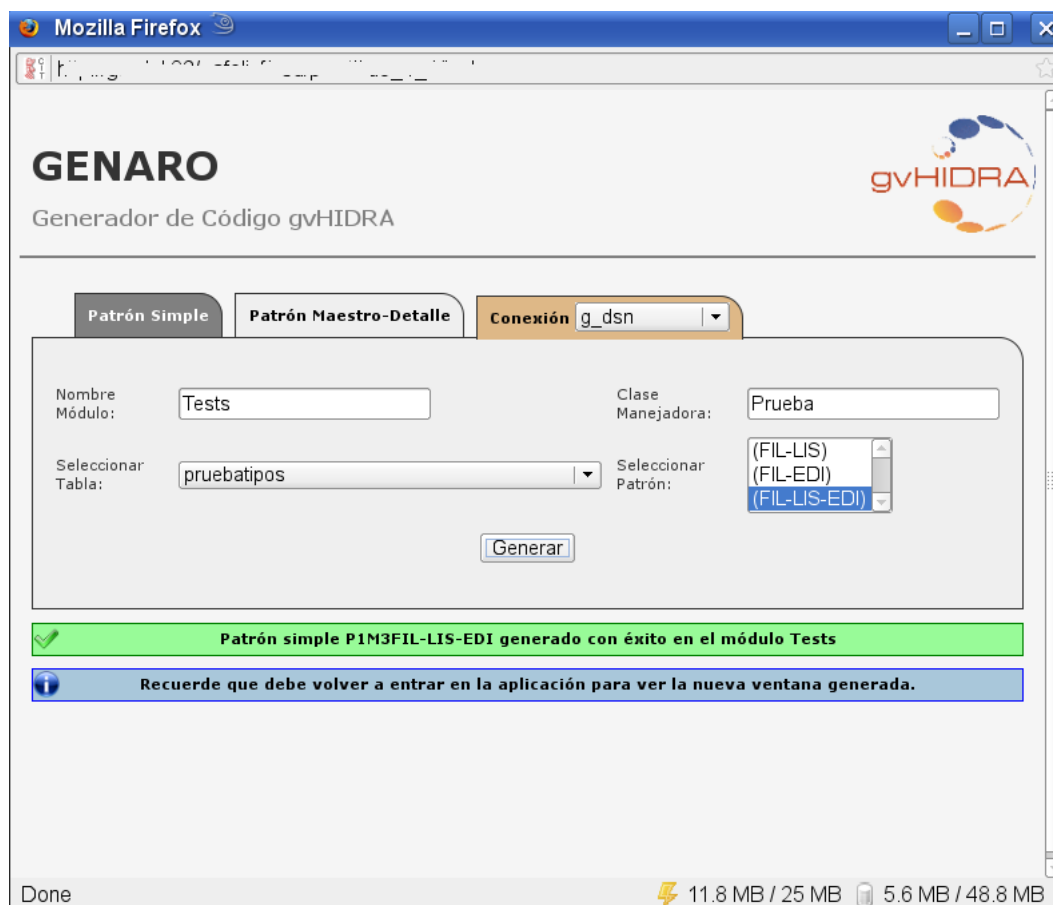 Mozilla Firefox
GENARO
Generador de Código gvHIDRA
gvHIDRA
Patrón Simple
Patrón Maestro-Detalle
Conexión g_dsn
Nombre Módulo: Tests
Clase Manejadora: Prueba
Seleccionar Tabla: pruebatipos
Seleccionar Patrón:
(FIL-LIS)
(FIL-EDI)
(FIL-LIS-EDI)
Generar
Patrón simple P1M3FIL-LIS-EDI generado con éxito en el módulo Tests
Recuerde que debe volver a entrar en la aplicación para ver la nueva ventana generada.
Done
11.8 MB / 25 MB
5.6 MB / 48.8 MB